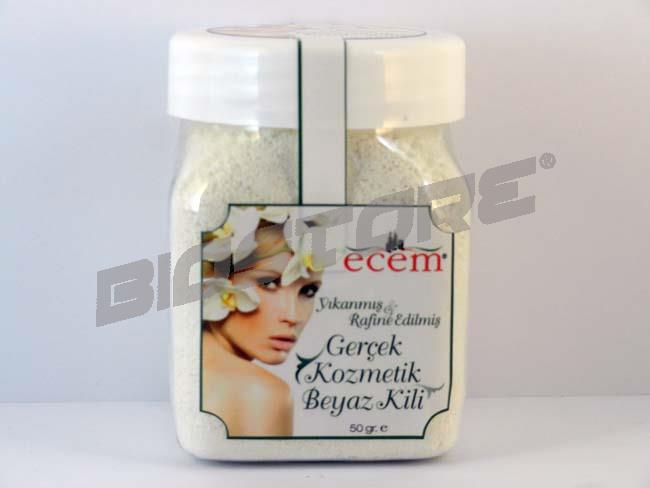 BIOSTORE®
ecem®
Yıkanmış &
Rafine Edilmiş
Gerçek
Kozmetik
Beyaz Kili
50 gr. e